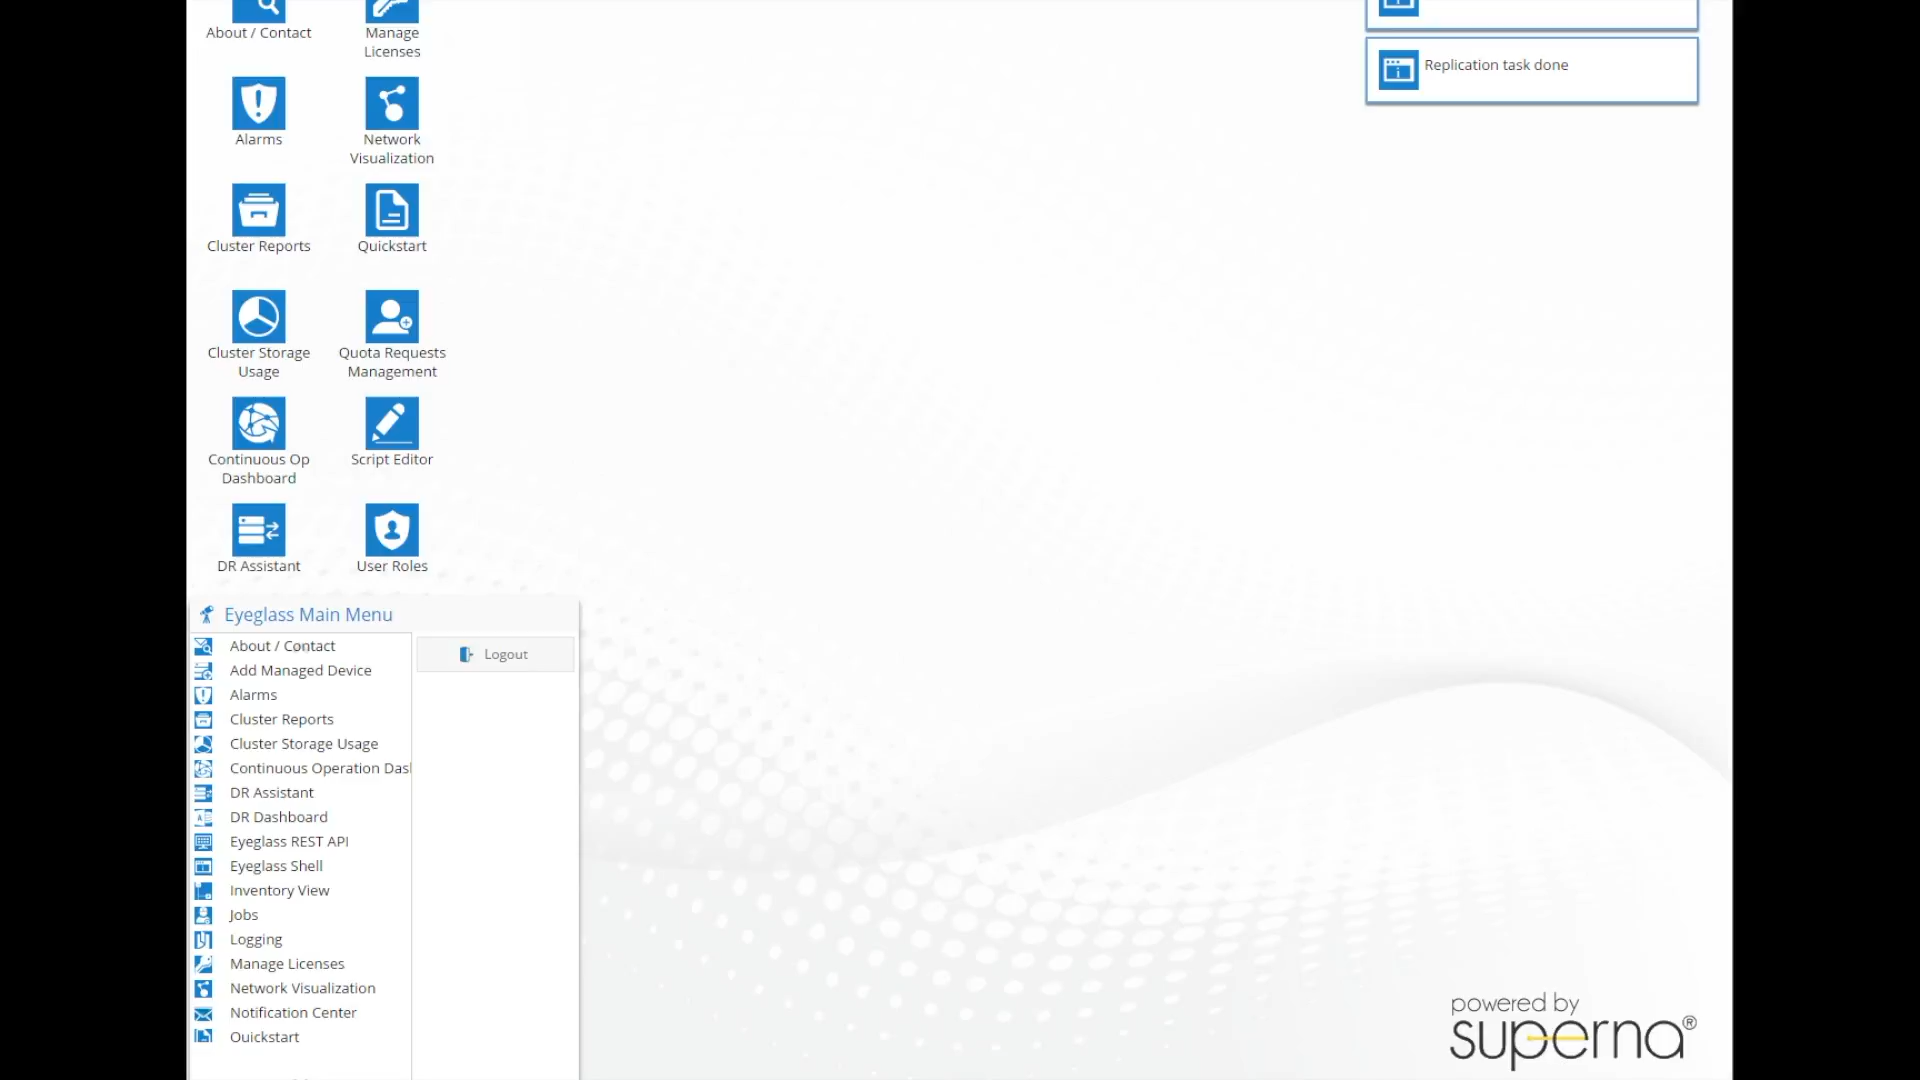 About / Contact
Manage
Licenses
Replication task done
Alarms
Network
Visualization
Cluster Reports
Quickstart
Cluster Storage
Usage
Quota Requests
Management
Continuous Op
Dashboard
Script Editor
DR Assistant
User Roles
Eyeglass Main Menu
About / Contact
Logout
Add Managed Device
Alarms
Cluster Reports
Cluster Storage Usage
Continuous Operation Das
DR Assistant
DR Dashboard
Eyeglass REST API
Eyeglass Shell
Inventory View
Jobs
Logging
Manage Licenses
Network Visualization
Notification Center
Quickstart
powered by
superna®